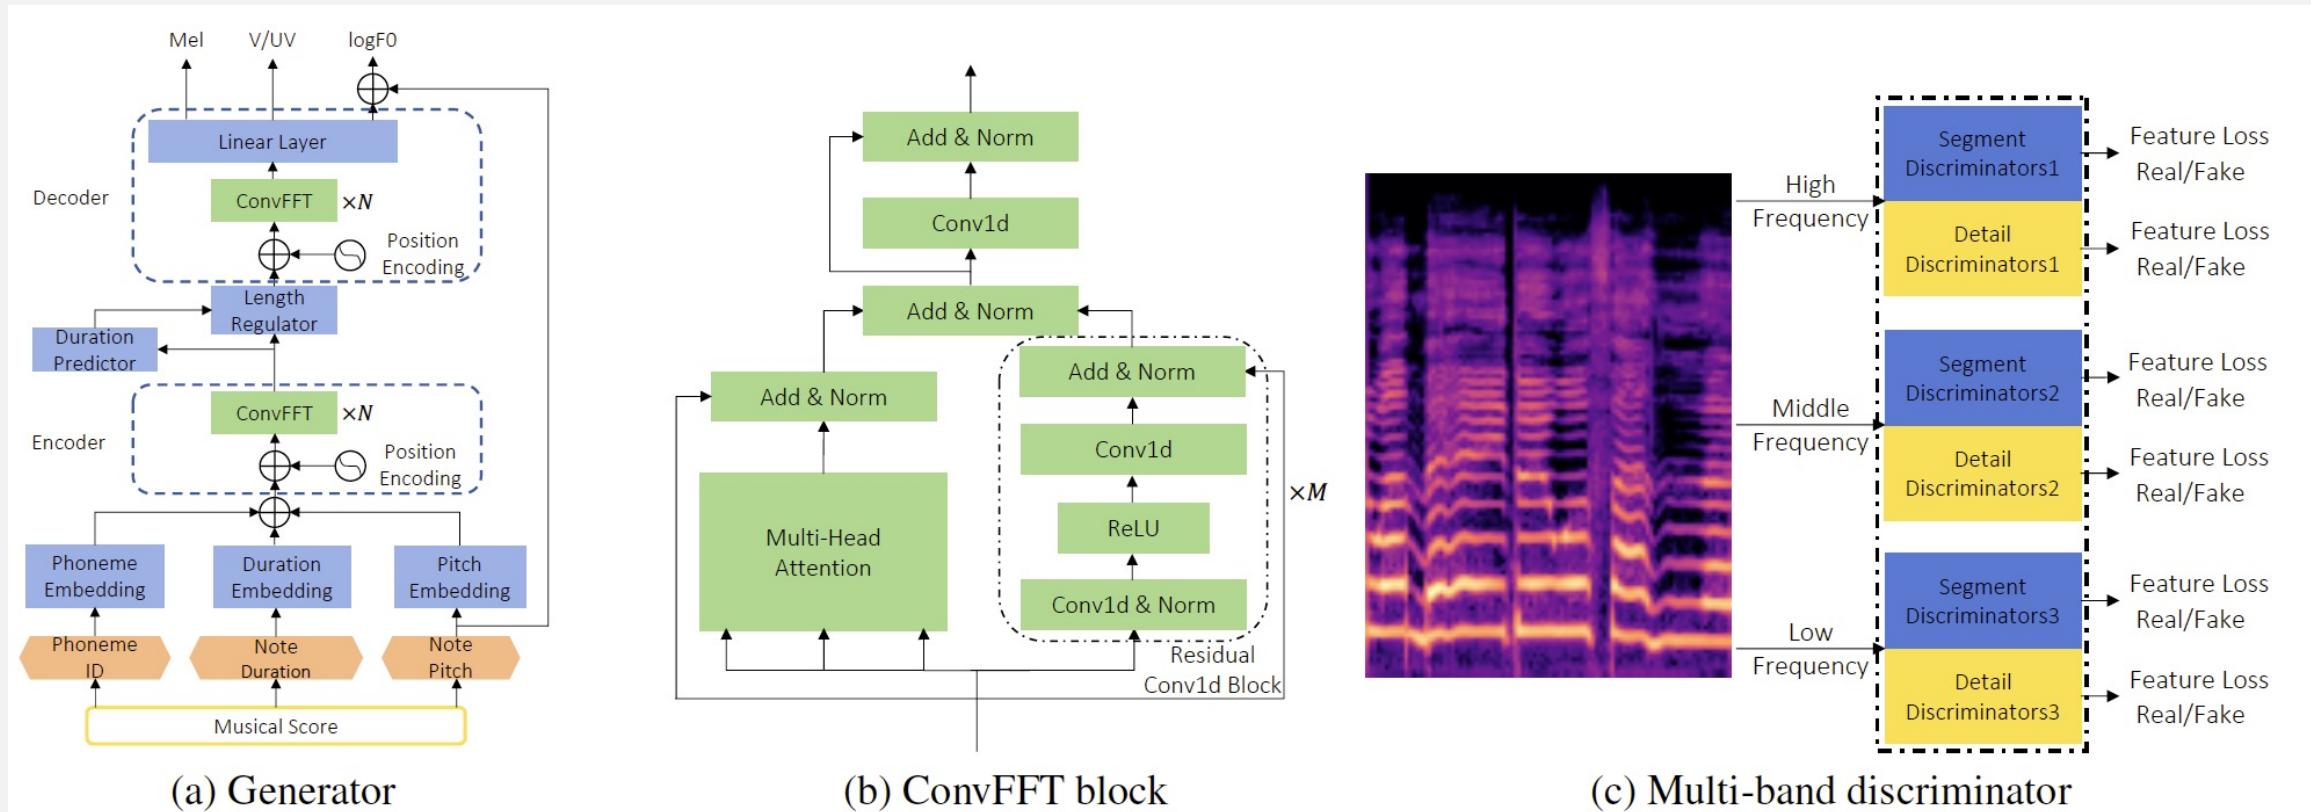 Mel
V/UV
logF0
Linear Layer
Decoder
ConvFFT
×N
Position
Encoding
Length
Regulator
Duration
Predictor
ConvFFT
×N
Encoder
Position
Encoding
Phoneme
Embedding
Duration
Embedding
Pitch
Embedding
Phoneme
ID
Note
Duration
Note
Pitch
Musical Score
(a) Generator
Add & Norm
Conv1d
Add & Norm
Add & Norm
Multi-Head
Attention
Add & Norm
Conv1d
ReLU
Conv1d & Norm
×M
Residual
Conv1d Block
(b) ConvFFT block
High
Frequency
Segment
Discriminators1
Feature Loss
Real/Fake
Detail
Discriminators1
Feature Loss
Real/Fake
Middle
Frequency
Segment
Discriminators2
Feature Loss
Real/Fake
Detail
Discriminators2
Feature Loss
Real/Fake
Low
Frequency
Segment
Discriminators3
Feature Loss
Real/Fake
Detail
Discriminators3
Feature Loss
Real/Fake
(c) Multi-band discriminator